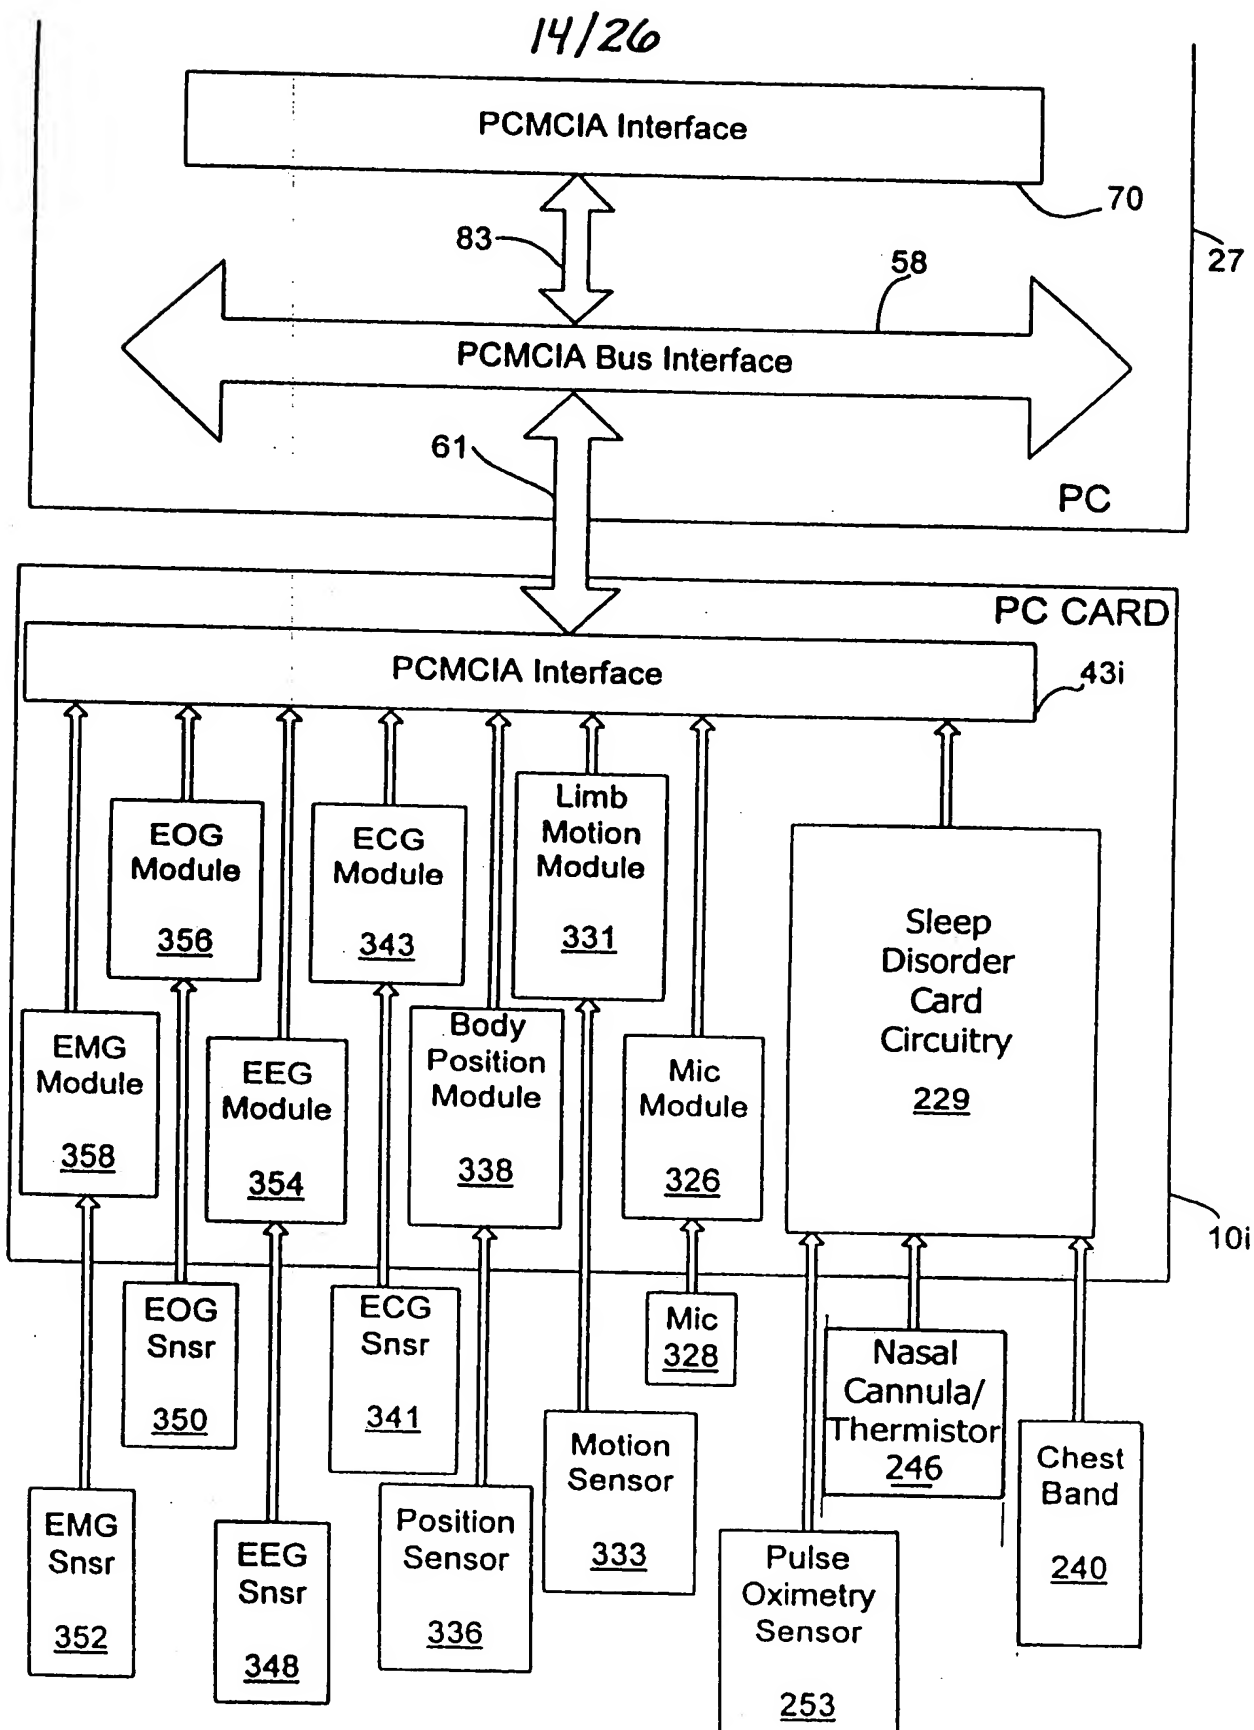 14/26
PCMCIA Interface
70
83
27
58
PCMCIA Bus Interface
61
PC
PC CARD
PCMCIA Interface
43i
EOG
Module
356
ECG
Module
343
Limb
Motion
Module
331
Sleep
Disorder
Card
Circuitry
229
EMG
Module
358
EEG
Module
354
Body
Position
Module
338
Mic
Module
326
10i
EOG
Snsr
350
ECG
Snsr
341
Mic
328
Nasal
Cannula/
Thermistor
246
Motion
Sensor
333
Chest
Band
240
EMG
Snsr
352
EEG
Snsr
348
Position
Sensor
336
Pulse
Oximetry
Sensor
253